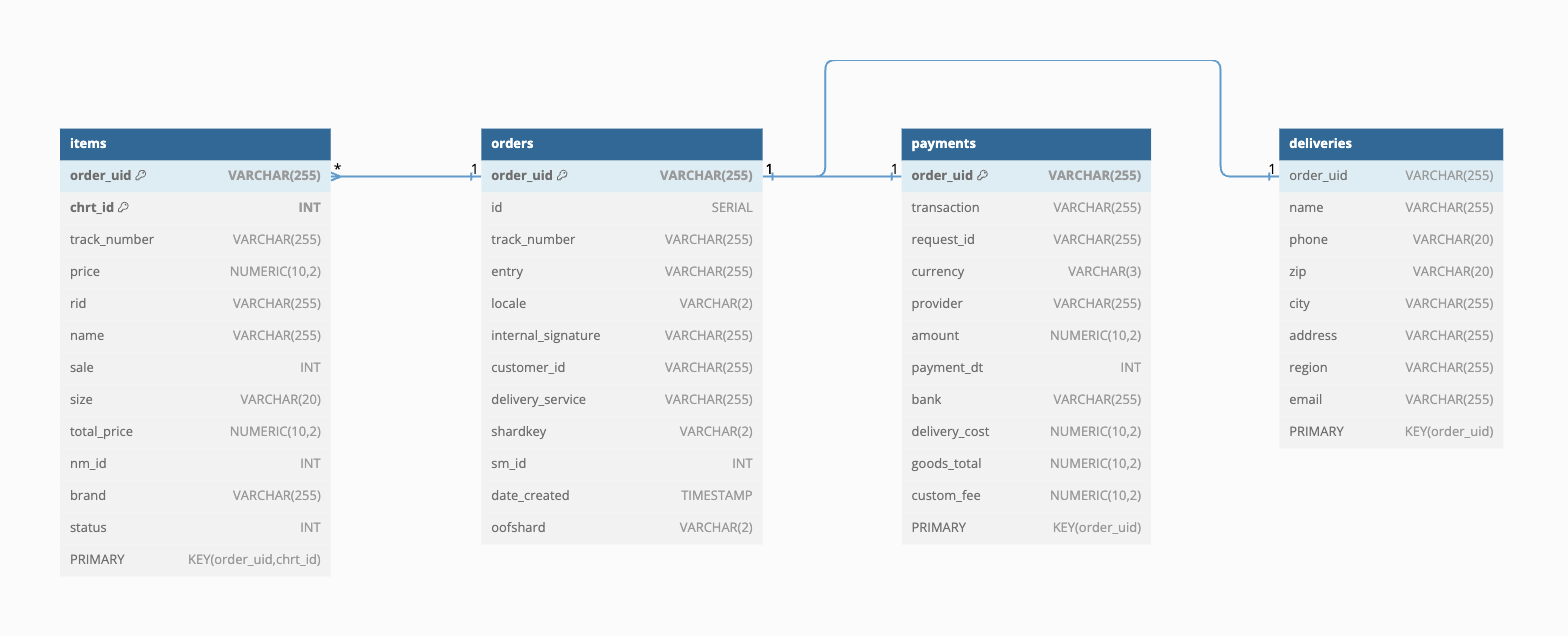 items
order_uid VARCHAR(255)
chrt_id INT
track_number VARCHAR(255)
price NUMERIC(10,2)
rid VARCHAR(255)
name VARCHAR(255)
sale INT
size VARCHAR(20)
total_price NUMERIC(10,2)
nm_id INT
brand VARCHAR(255)
status INT
PRIMARY KEY(order_uid,chrt_id)
* 1
orders
order_uid VARCHAR(255)
id SERIAL
track_number VARCHAR(255)
entry VARCHAR(255)
locale VARCHAR(2)
internal_signature VARCHAR(255)
customer_id VARCHAR(255)
delivery_service VARCHAR(255)
shardkey VARCHAR(2)
sm_id INT
date_created TIMESTAMP
oofshard VARCHAR(2)
1 1
payments
order_uid VARCHAR(255)
transaction VARCHAR(255)
request_id VARCHAR(255)
currency VARCHAR(3)
provider VARCHAR(255)
amount NUMERIC(10,2)
payment_dt INT
bank VARCHAR(255)
delivery_cost NUMERIC(10,2)
goods_total NUMERIC(10,2)
custom_fee NUMERIC(10,2)
PRIMARY KEY(order_uid)
1
deliveries
order_uid VARCHAR(255)
name VARCHAR(255)
phone VARCHAR(20)
zip VARCHAR(20)
city VARCHAR(255)
address VARCHAR(255)
region VARCHAR(255)
email VARCHAR(255)
PRIMARY KEY(order_uid)